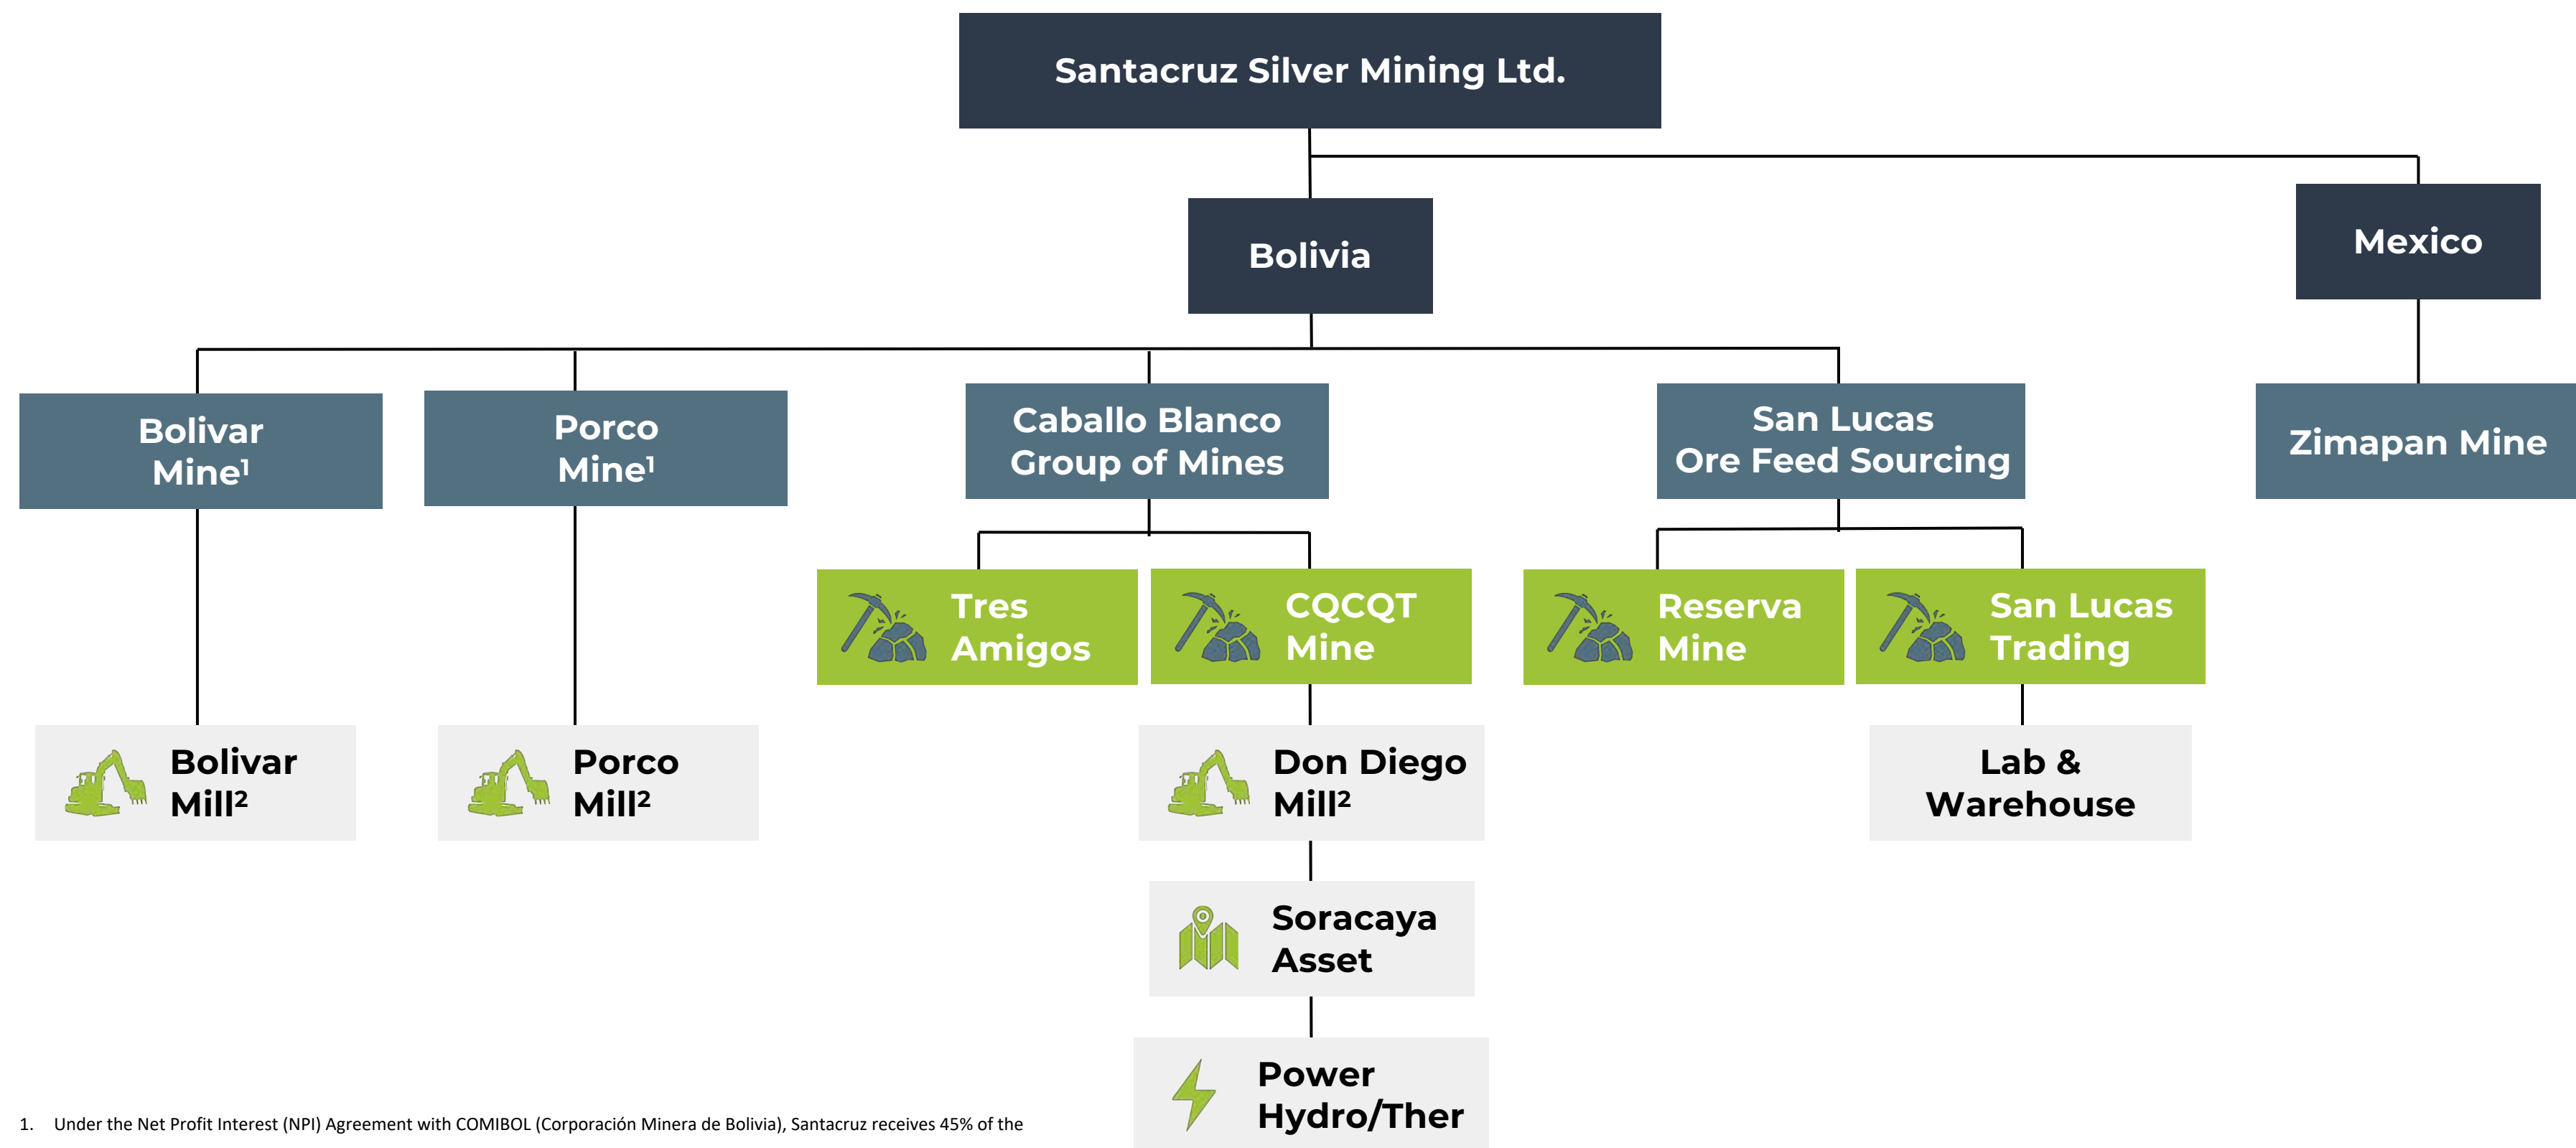 Santacruz Silver Mining Ltd.
Bolivia
Mexico
Bolivar
Mine¹
Porco
Mine¹
Caballo Blanco
Group of Mines
San Lucas
Ore Feed Sourcing
Zimapan Mine
Tres
Amigos
CQCQT
Mine
Reserva
Mine
San Lucas
Trading
Bolivar
Mill²
Porco
Mill²
Don Diego
Mill²
Lab &
Warehouse
Soracaya
Asset
Power
Hydro/Ther
1. Under the Net Profit Interest (NPI) Agreement with COMIBOL (Corporación Minera de Bolivia), Santacruz receives 45% of the